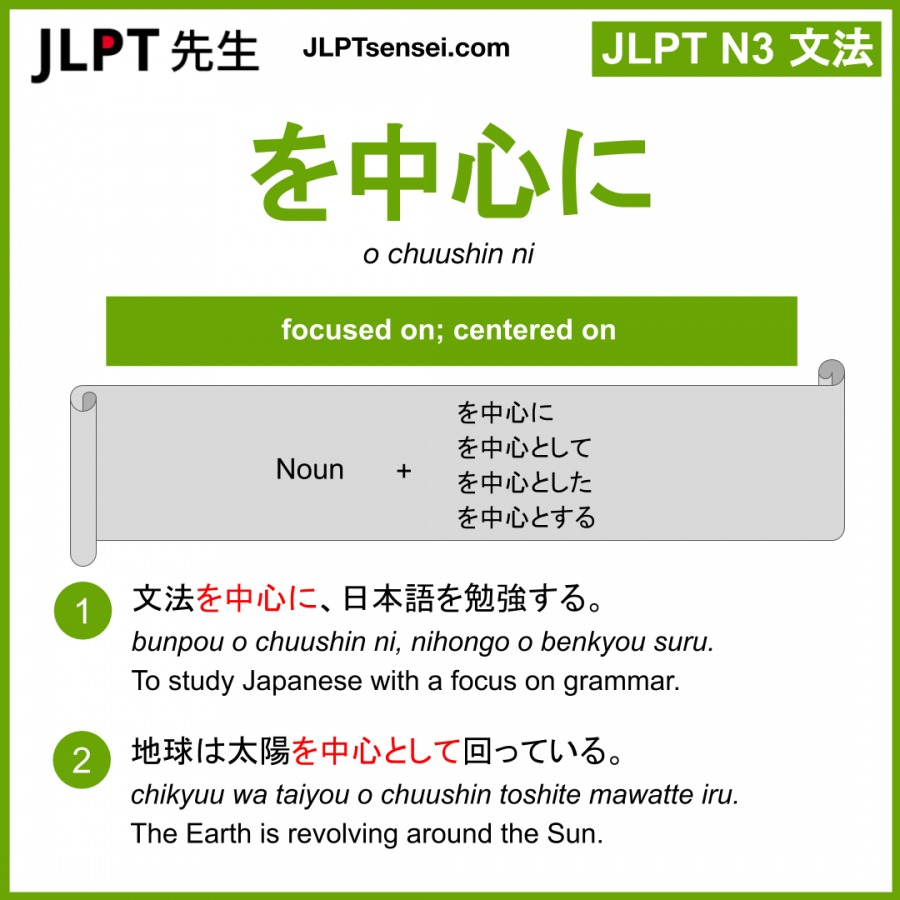 JLPT 先生
JLPTsensei.com
JLPT N3 文法
を中心に
o chuushin ni
focused on; centered on
Noun +
を中心に
を中心として
を中心とした
を中心とする
1
文法を中心に、日本語を勉強する。
bunpou o chuushin ni, nihongo o benkyou suru.
To study Japanese with a focus on grammar.
2
地球は太陽を中心として回っている。
chikyuu wa taiyou o chuushin toshite mawatte iru.
The Earth is revolving around the Sun.